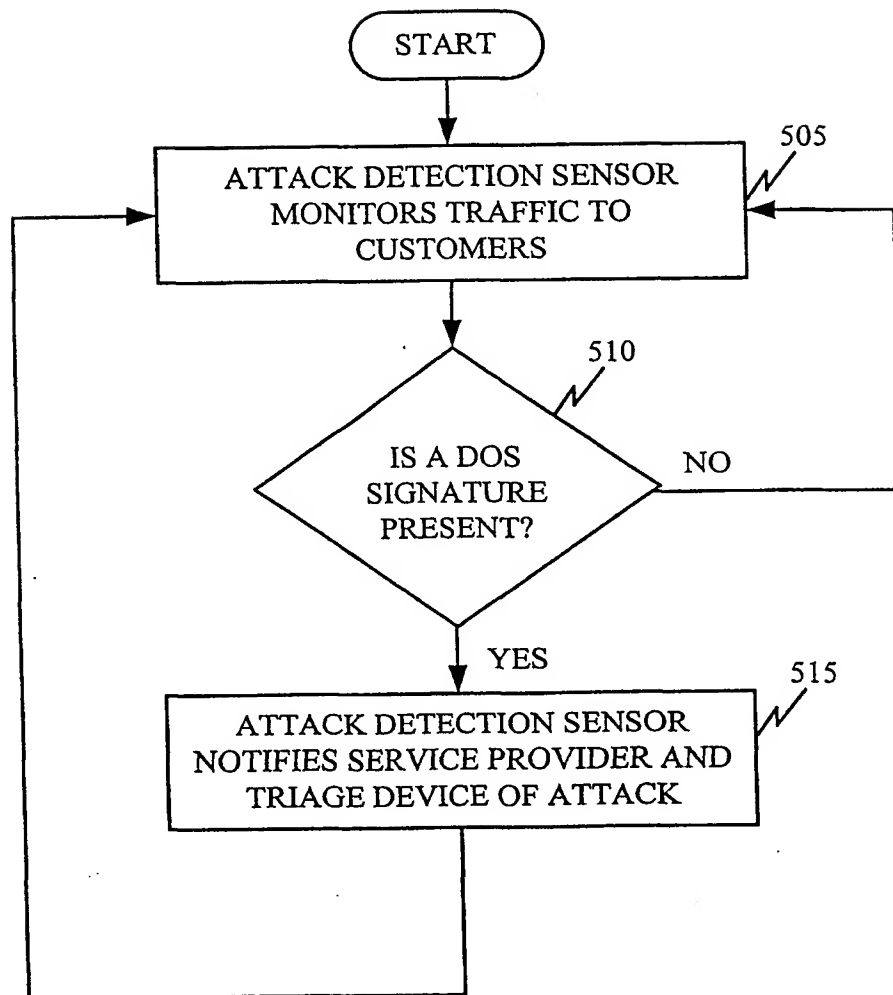 START
505
ATTACK DETECTION SENSOR
MONITORS TRAFFIC TO
CUSTOMERS
510
IS A DOS
SIGNATURE
PRESENT?
NO
YES
515
ATTACK DETECTION SENSOR
NOTIFIES SERVICE PROVIDER AND
TRIAGE DEVICE OF ATTACK